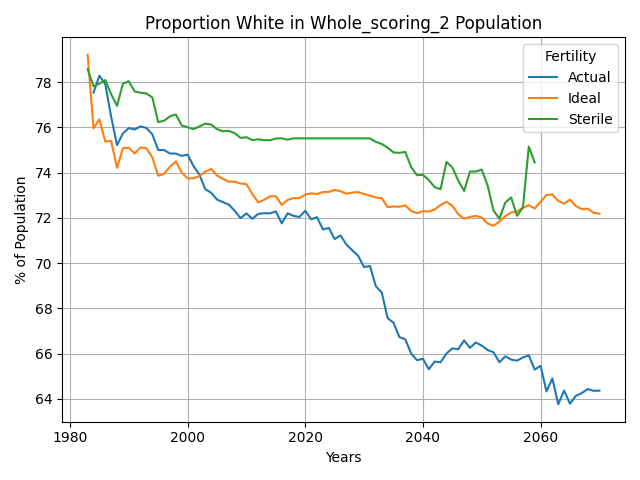 Proportion White in Whole_scoring_2 Population
% of Population
78
76
74
72
70
68
66
64
Fertility
Actual
Ideal
Sterile
1980 2000 2020 2040 2060
Years